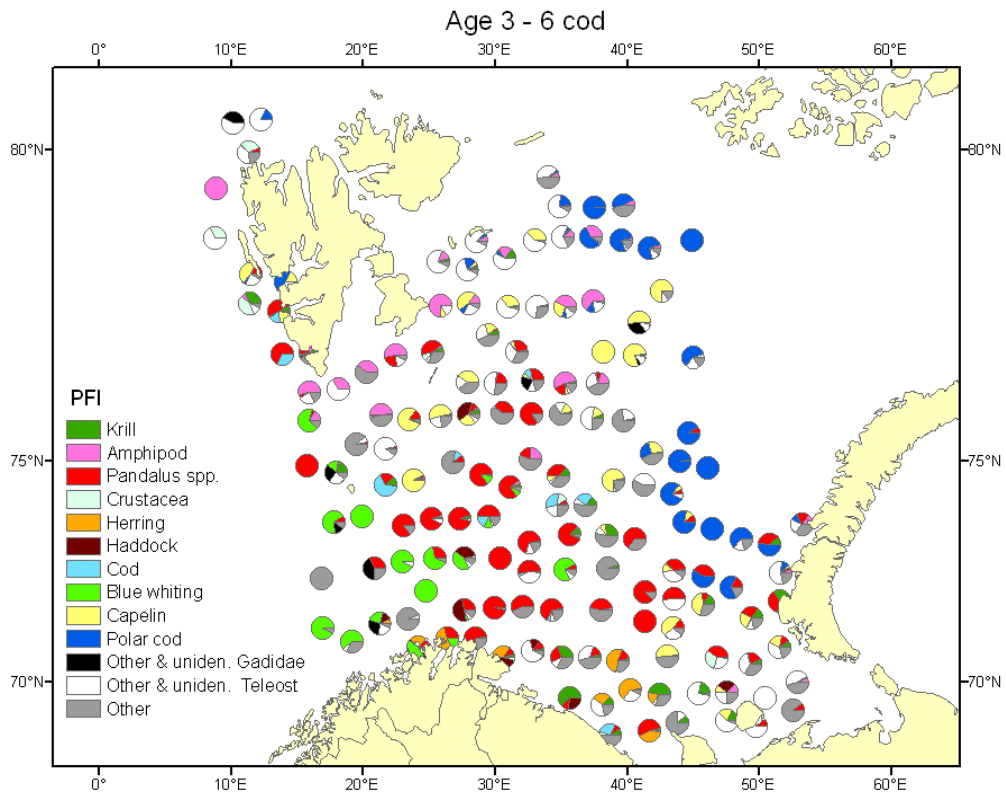 Age 3 - 6 cod
0° 10°E 20°E 30°E 40°E 50°E 60°E
80°N 80°N
PFI
Krill
Amphipod
75°N 75°N
Pandalus spp.
Crustacea
Herring
Haddock
Cod
Blue whiting
Capelin
Polar cod
Other & uniden. Gadidae
Other & uniden. Teleost
70°N 70°N
Other
0° 10°E 20°E 30°E 40°E 50°E 60°E